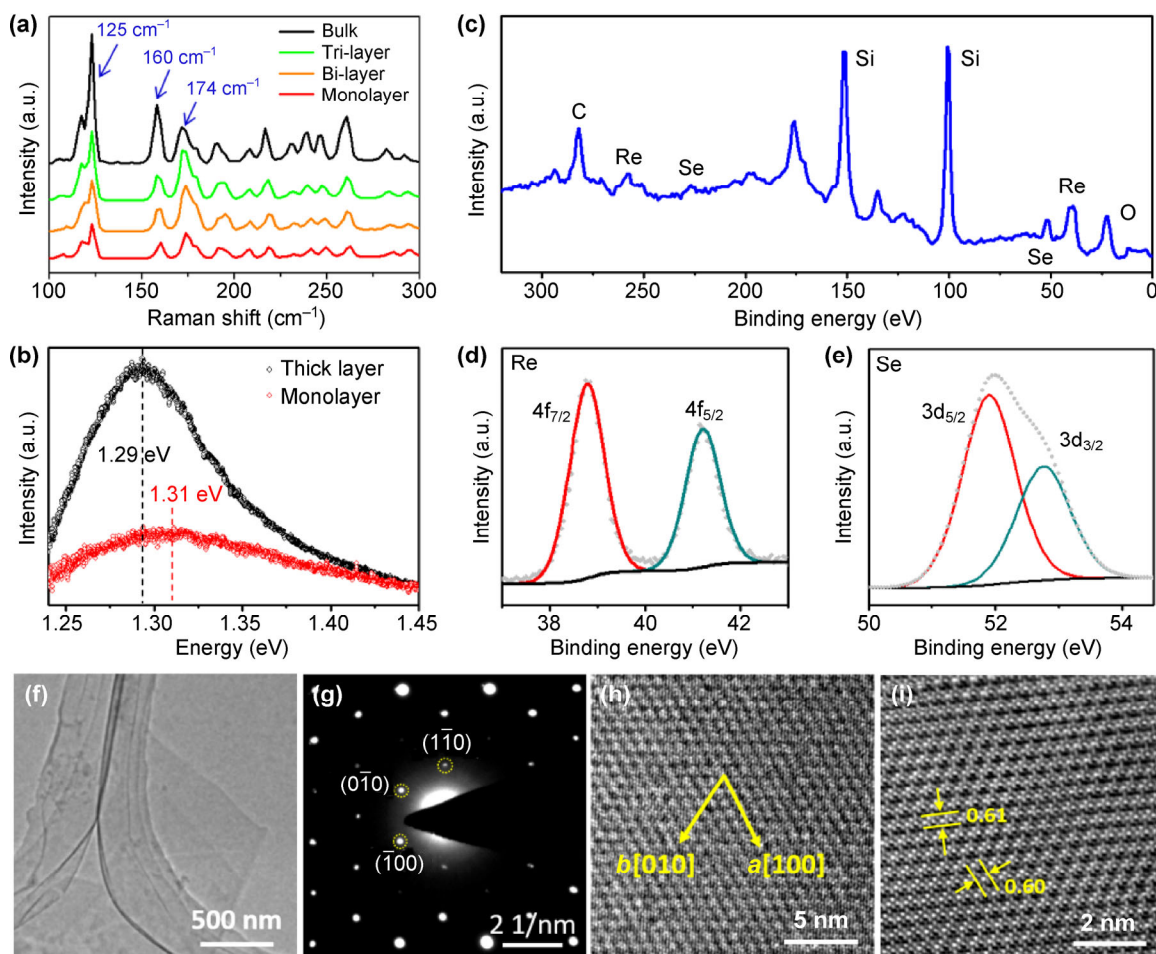 (a)
125 cm⁻¹
160 cm⁻¹
174 cm⁻¹
Bulk
Tri-layer
Bi-layer
Monolayer
Intensity (a.u.)
100 150 200 250 300
Raman shift (cm⁻¹)
(c)
C
Re
Se
Si
Si
Se
Re
O
Intensity (a.u.)
300 250 200 150 100 50 0
Binding energy (eV)
(b)
Thick layer
Monolayer
1.29 eV
1.31 eV
Intensity (a.u.)
1.25 1.30 1.35 1.40 1.45
Energy (eV)
(d)
Re
4f7/2
4f5/2
Intensity (a.u.)
38 40 42
Binding energy (eV)
(e)
Se
3d5/2
3d3/2
Intensity (a.u.)
50 52 54
Binding energy (eV)
(f)
500 nm
(g)
(11̄0)
(01̄0)
(1̄00)
2 1/nm
(h)
b[010]
a[100]
5 nm
(i)
0.61
0.60
2 nm